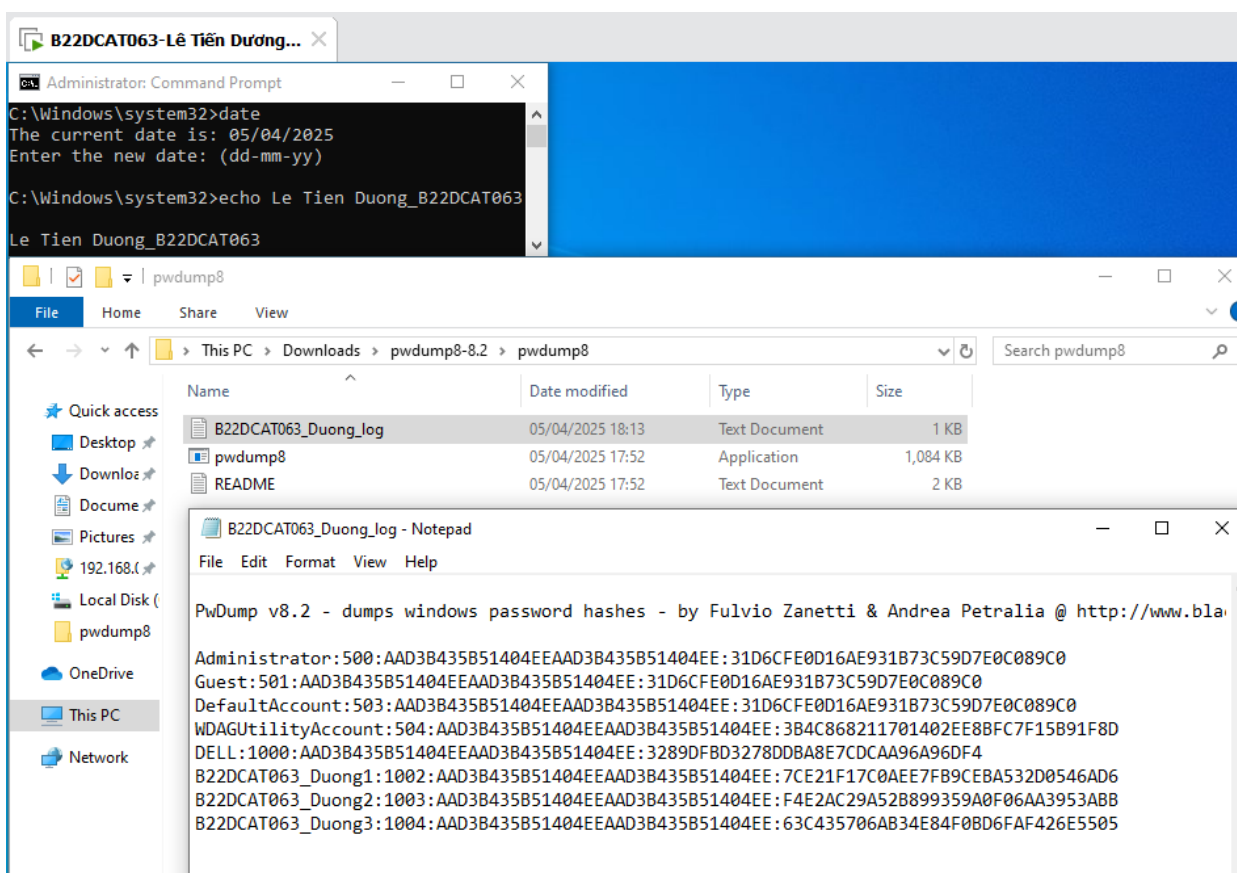 B22DCAT063-Lê Tiến Dương...
Administrator: Command Prompt
C:\Windows\system32>date
The current date is: 05/04/2025
Enter the new date: (dd-mm-yy)
C:\Windows\system32>echo Le Tien Duong_B22DCAT063
Le Tien Duong_B22DCAT063
pwdump8
File Home Share View
This PC > Downloads > pwdump8-8.2 > pwdump8
Search pwdump8
Name Date modified Type Size
Quick access
Desktop
Downloa
Docume
Pictures
192.168.(
Local Disk (
pwdump8
OneDrive
This PC
Network
B22DCAT063_Duong_log 05/04/2025 18:13 Text Document 1 KB
pwdump8 05/04/2025 17:52 Application 1,084 KB
README 05/04/2025 17:52 Text Document 2 KB
B22DCAT063_Duong_log - Notepad
File Edit Format View Help
PwDump v8.2 - dumps windows password hashes - by Fulvio Zanetti & Andrea Petralia @ http://www.bla
Administrator:500:AAD3B435B51404EEAAD3B435B51404EE:31D6CFE0D16AE931B73C59D7E0C089C0
Guest:501:AAD3B435B51404EEAAD3B435B51404EE:31D6CFE0D16AE931B73C59D7E0C089C0
DefaultAccount:503:AAD3B435B51404EEAAD3B435B51404EE:31D6CFE0D16AE931B73C59D7E0C089C0
WDAGUtilityAccount:504:AAD3B435B51404EEAAD3B435B51404EE:3B4C868211701402EE8BFC7F15B91F8D
DELL:1000:AAD3B435B51404EEAAD3B435B51404EE:3289DFBD3278DDBA8E7CDCAA96A96DF4
B22DCAT063_Duong1:1002:AAD3B435B51404EEAAD3B435B51404EE:7CE21F17C0AEE7FB9CEBA532D0546AD6
B22DCAT063_Duong2:1003:AAD3B435B51404EEAAD3B435B51404EE:F4E2AC29A52B899359A0F06AA3953ABB
B22DCAT063_Duong3:1004:AAD3B435B51404EEAAD3B435B51404EE:63C435706AB34E84F0BD6FAF426E5505